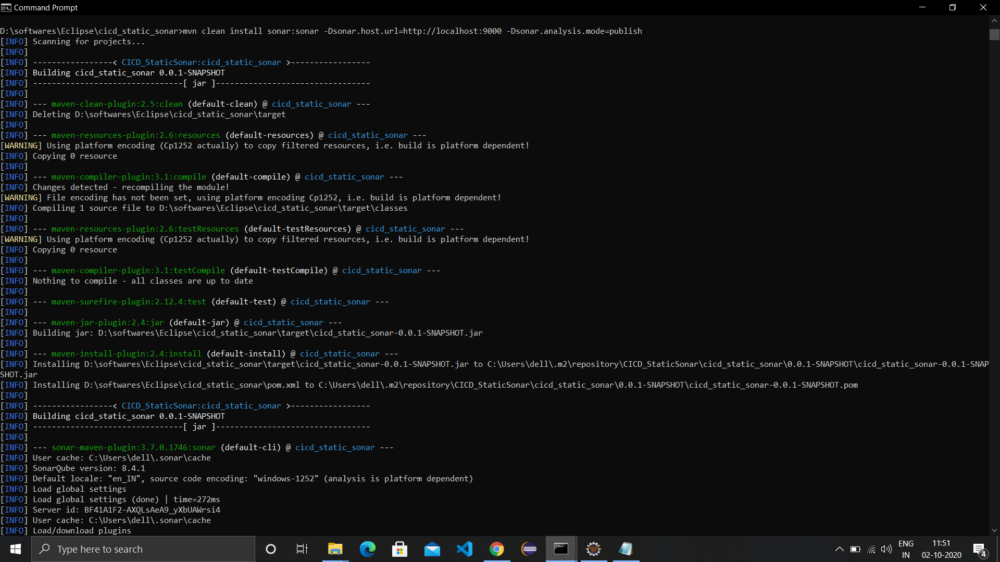 Command Prompt
D:\softwares\Eclipse\cicd_static_sonar>mvn clean install sonar:sonar -Dsonar.host.url=http://localhost:9000 -Dsonar.analysis.mode=publish
[INFO] Scanning for projects...
[INFO]
[INFO] -----------------< CICD_StaticSonar:cicd_static_sonar >-----------------
[INFO] Building cicd_static_sonar 0.0.1-SNAPSHOT
[INFO] --------------------------------[ jar ]---------------------------------
[INFO]
[INFO] --- maven-clean-plugin:2.5:clean (default-clean) @ cicd_static_sonar ---
[INFO] Deleting D:\softwares\Eclipse\cicd_static_sonar\target
[INFO]
[INFO] --- maven-resources-plugin:2.6:resources (default-resources) @ cicd_static_sonar ---
[WARNING] Using platform encoding (Cp1252 actually) to copy filtered resources, i.e. build is platform dependent!
[INFO] Copying 0 resource
[INFO]
[INFO] --- maven-compiler-plugin:3.1:compile (default-compile) @ cicd_static_sonar ---
[INFO] Changes detected - recompiling the module!
[WARNING] File encoding has not been set, using platform encoding Cp1252, i.e. build is platform dependent!
[INFO] Compiling 1 source file to D:\softwares\Eclipse\cicd_static_sonar\target\classes
[INFO]
[INFO] --- maven-resources-plugin:2.6:testResources (default-testResources) @ cicd_static_sonar ---
[WARNING] Using platform encoding (Cp1252 actually) to copy filtered resources, i.e. build is platform dependent!
[INFO] Copying 0 resource
[INFO]
[INFO] --- maven-compiler-plugin:3.1:testCompile (default-testCompile) @ cicd_static_sonar ---
[INFO] Nothing to compile - all classes are up to date
[INFO]
[INFO] --- maven-surefire-plugin:2.12.4:test (default-test) @ cicd_static_sonar ---
[INFO]
[INFO] --- maven-jar-plugin:2.4:jar (default-jar) @ cicd_static_sonar ---
[INFO] Building jar: D:\softwares\Eclipse\cicd_static_sonar\target\cicd_static_sonar-0.0.1-SNAPSHOT.jar
[INFO]
[INFO] --- maven-install-plugin:2.4:install (default-install) @ cicd_static_sonar ---
[INFO] Installing D:\softwares\Eclipse\cicd_static_sonar\target\cicd_static_sonar-0.0.1-SNAPSHOT.jar to C:\Users\dell\.m2\repository\CICD_StaticSonar\cicd_static_sonar\0.0.1-SNAPSHOT\cicd_static_sonar-0.0.1-SNAP
SHOT.jar
[INFO] Installing D:\softwares\Eclipse\cicd_static_sonar\pom.xml to C:\Users\dell\.m2\repository\CICD_StaticSonar\cicd_static_sonar\0.0.1-SNAPSHOT\cicd_static_sonar-0.0.1-SNAPSHOT.pom
[INFO]
[INFO] -----------------< CICD_StaticSonar:cicd_static_sonar >-----------------
[INFO] Building cicd_static_sonar 0.0.1-SNAPSHOT
[INFO] --------------------------------[ jar ]---------------------------------
[INFO]
[INFO] --- sonar-maven-plugin:3.7.0.1746:sonar (default-cli) @ cicd_static_sonar ---
[INFO] User cache: C:\Users\dell\.sonar\cache
[INFO] SonarQube version: 8.4.1
[INFO] Default locale: "en_IN", source code encoding: "windows-1252" (analysis is platform dependent)
[INFO] Load global settings
[INFO] Load global settings (done) | time=272ms
[INFO] Server id: BF41A1F2-AXQLsAeA9_yXbUAWrsi4
[INFO] User cache: C:\Users\dell\.sonar\cache
[INFO] Load/download plugins
Type here to search
ENG
IN
11:51
02-10-2020
4